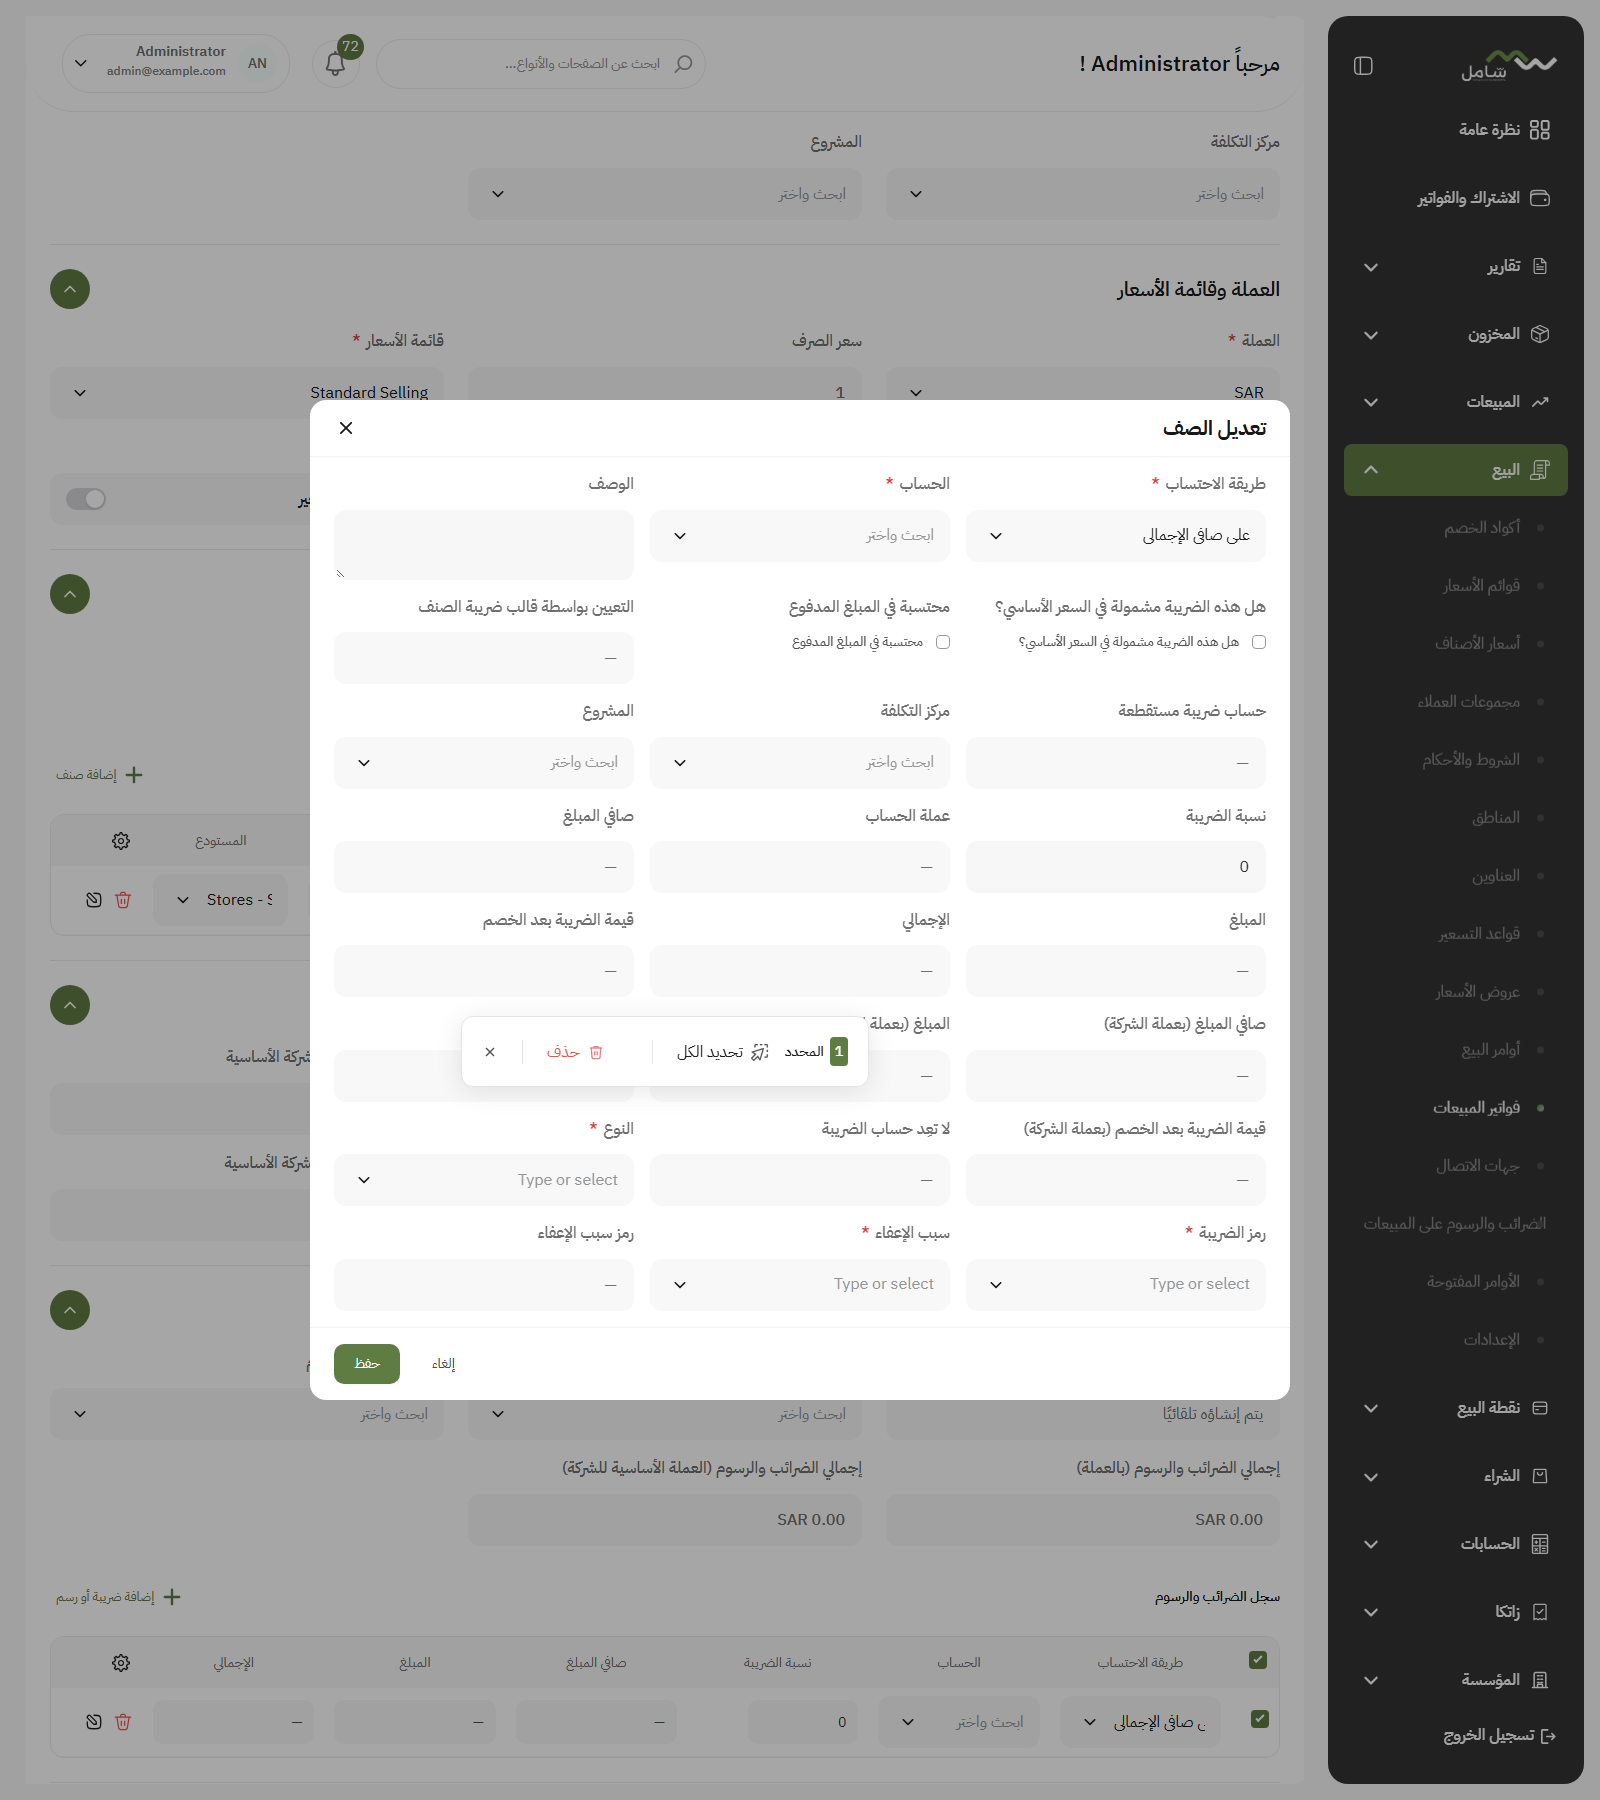 شامل
نظرة عامة
الاشتراك والفواتير
تقارير
المخزون
المبيعات
البيع
أكواد الخصم
قوائم الأسعار
أسعار الأصناف
مجموعات العملاء
الشروط والأحكام
المناطق
العناوين
قواعد التسعير
عروض الأسعار
أوامر البيع
فواتير المبيعات
جهات الاتصال
الضرائب والرسوم على المبيعات
الأوامر المفتوحة
الإعدادات
نقطة البيع
الشراء
الحسابات
زاتكا
المؤسسة
تسجيل الخروج
مرحباً Administrator !
ابحث عن الصفحات والأنواع...
72
AN
Administrator
admin@example.com
مركز التكلفة
المشروع
ابحث واختر
ابحث واختر
العملة وقائمة الأسعار
العملة *
سعر الصرف
قائمة الأسعار *
SAR
1
Standard Selling
إضافة صنف
المستودع
Stores - S
شركة الأساسية
شركة الأساسية
تعديل الصف
طريقة الاحتساب *
الحساب *
الوصف
على صافي الإجمالي
ابحث واختر
هل هذه الضريبة مشمولة في السعر الأساسي؟
محتسبة في المبلغ المدفوع
التعيين بواسطة قالب ضريبة الصنف
هل هذه الضريبة مشمولة في السعر الأساسي؟
محتسبة في المبلغ المدفوع
—
حساب ضريبة مستقطعة
مركز التكلفة
المشروع
—
ابحث واختر
ابحث واختر
نسبة الضريبة
عملة الحساب
صافي المبلغ
0
—
—
المبلغ
الإجمالي
قيمة الضريبة بعد الخصم
—
—
—
صافي المبلغ (بعملة الشركة)
المبلغ (بعملة
1
المحدد
تحديد الكل
حذف
—
—
قيمة الضريبة بعد الخصم (بعملة الشركة)
لا تعِد حساب الضريبة
النوع *
—
—
Type or select
رمز الضريبة *
سبب الإعفاء *
رمز سبب الإعفاء
Type or select
Type or select
—
إلغاء
حفظ
يتم إنشاؤه تلقائيًا
ابحث واختر
ابحث واختر
إجمالي الضرائب والرسوم (بالعملة)
إجمالي الضرائب والرسوم (العملة الأساسية للشركة)
SAR 0.00
SAR 0.00
سجل الضرائب والرسوم
إضافة ضريبة أو رسم
طريقة الاحتساب
الحساب
نسبة الضريبة
صافي المبلغ
المبلغ
الإجمالي
ى صافي الإجمالي
ابحث واختر
0
—
—
—